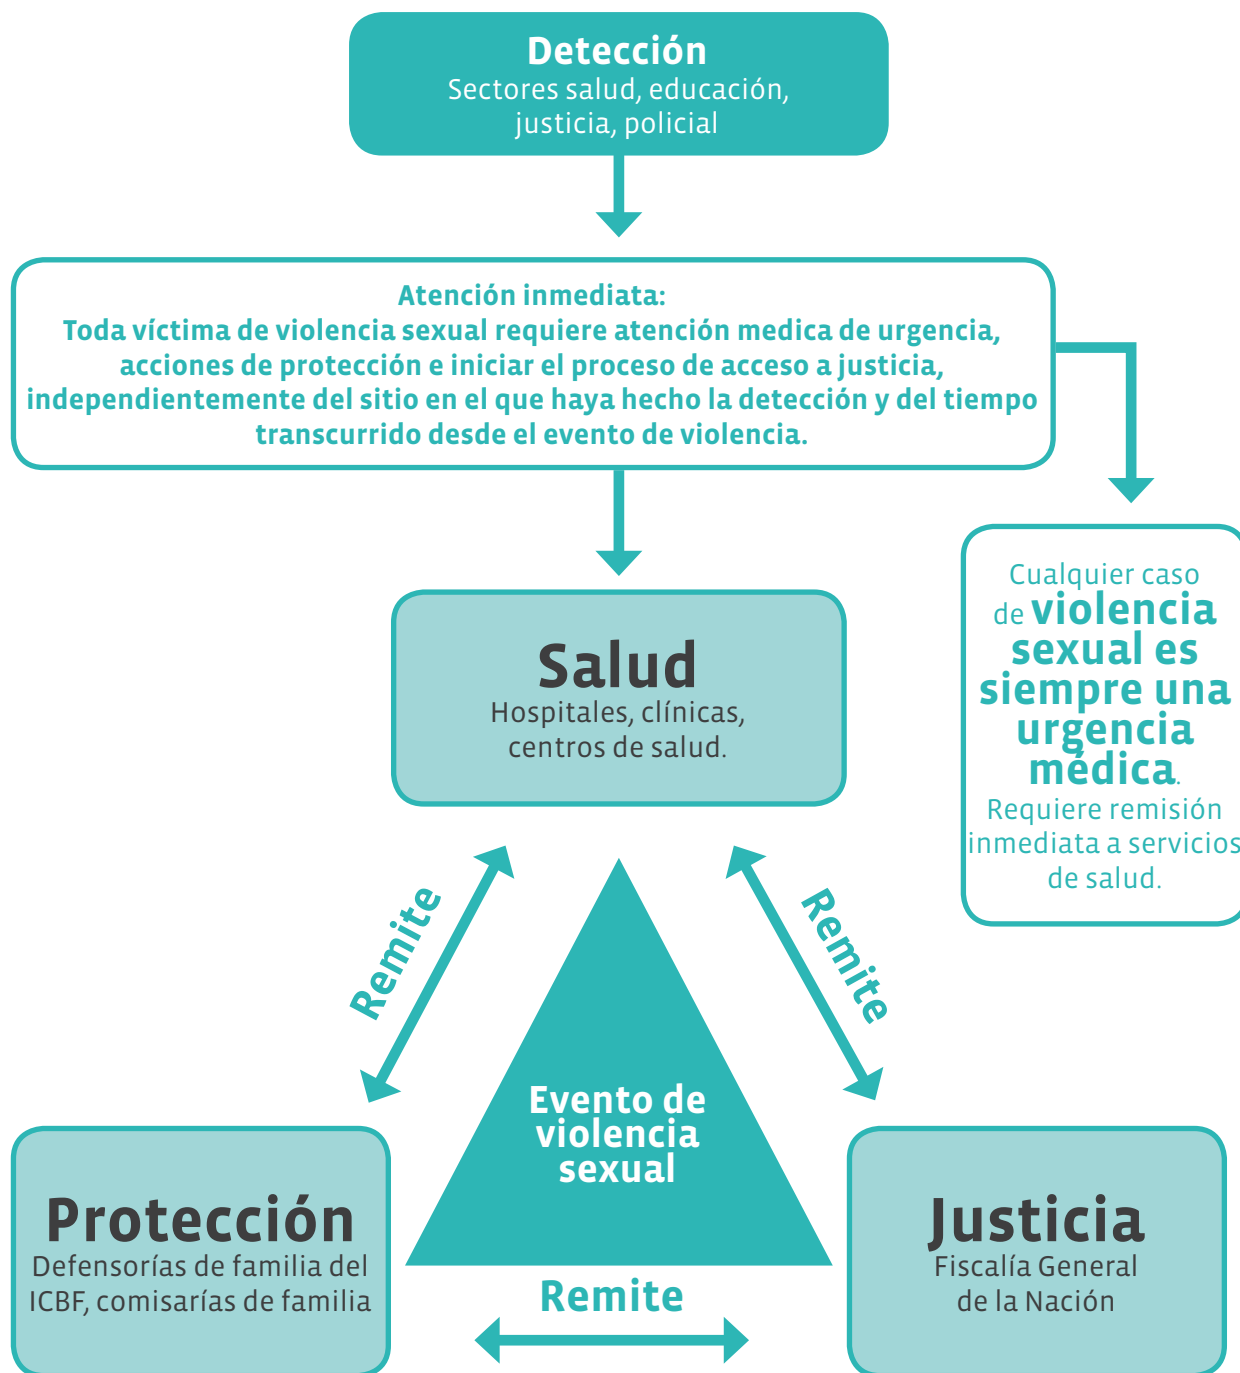 Detección
Sectores salud, educación,
justicia, policial
Atención inmediata:
Toda víctima de violencia sexual requiere atención medica de urgencia,
acciones de protección e iniciar el proceso de acceso a justicia,
independientemente del sitio en el que haya hecho la detección y del tiempo
transcurrido desde el evento de violencia.
Cualquier caso
de violencia
sexual es
siempre una
urgencia
médica.
Requiere remisión
inmediata a servicios
de salud.
Salud
Hospitales, clínicas,
centros de salud.
Remite
Remite
Evento de
violencia
sexual
Protección
Defensorías de familia del
ICBF, comisarías de familia
Justicia
Fiscalía General
de la Nación
Remite